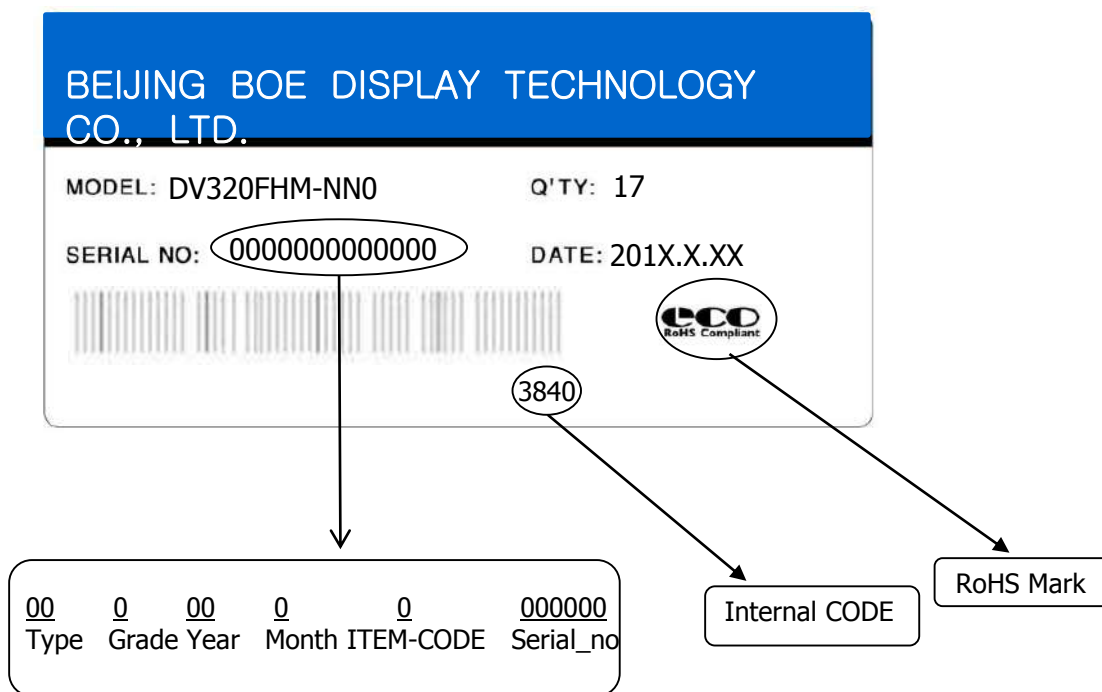 BEIJING BOE DISPLAY TECHNOLOGY
CO., LTD.
MODEL: DV320FHM-NN0 Q'TY: 17
SERIAL NO: 0000000000000 DATE: 201X.X.XX
eco
RoHS Compliant
3840
00 0 00 0 0 000000
Type Grade Year Month ITEM-CODE Serial_no
Internal CODE
RoHS Mark